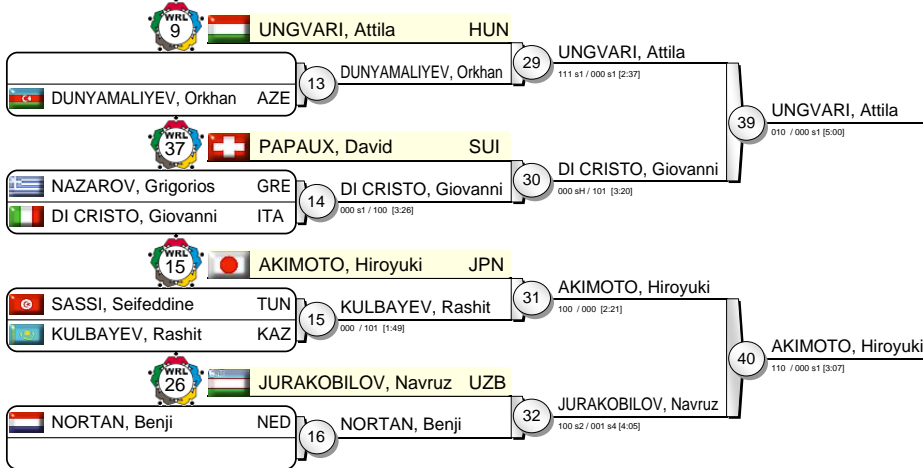 WRL
9
UNGVARI, Attila HUN
DUNYAMALIYEV, Orkhan AZE
13
DUNYAMALIYEV, Orkhan
29
UNGVARI, Attila
111 s1 / 000 s1 [2:37]
WRL
37
PAPAUX, David SUI
NAZAROV, Grigorios GRE
DI CRISTO, Giovanni ITA
14
DI CRISTO, Giovanni
000 s1 / 100 [3:26]
30
DI CRISTO, Giovanni
000 sH / 101 [3:20]
39
UNGVARI, Attila
010 / 000 s1 [5:00]
WRL
15
AKIMOTO, Hiroyuki JPN
SASSI, Seifeddine TUN
KULBAYEV, Rashit KAZ
15
KULBAYEV, Rashit
000 / 101 [1:49]
31
AKIMOTO, Hiroyuki
100 / 000 [2:21]
WRL
26
JURAKOBILOV, Navruz UZB
NORTAN, Benji NED
16
NORTAN, Benji
32
JURAKOBILOV, Navruz
100 s2 / 001 s4 [4:05]
40
AKIMOTO, Hiroyuki
110 / 000 s1 [3:07]